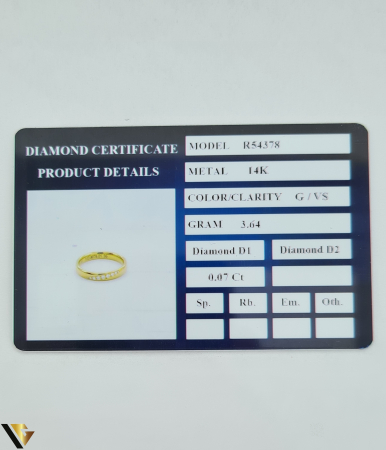 DIAMOND CERTIFICATE
PRODUCT DETAILS
MODEL R54378
METAL 14K
COLOR/CLARITY G / VS
GRAM 3.64
Diamond D1 Diamond D2
0.07 Ct
Sp. Rb. Em. Oth.